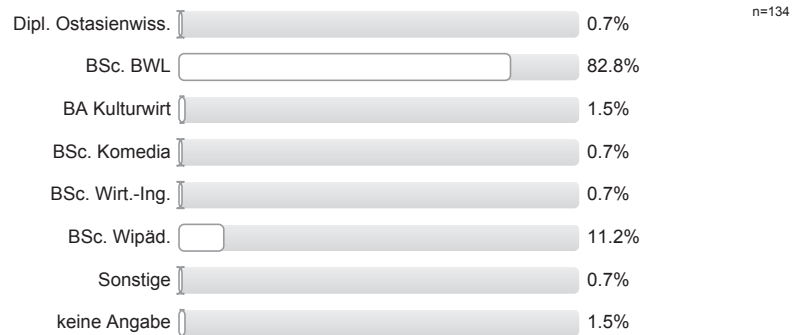 n=134
Dipl. Ostasienwiss. 0.7%
BSc. BWL 82.8%
BA Kulturwirt 1.5%
BSc. Komedia 0.7%
BSc. Wirt.-Ing. 0.7%
BSc. Wipäd. 11.2%
Sonstige 0.7%
keine Angabe 1.5%